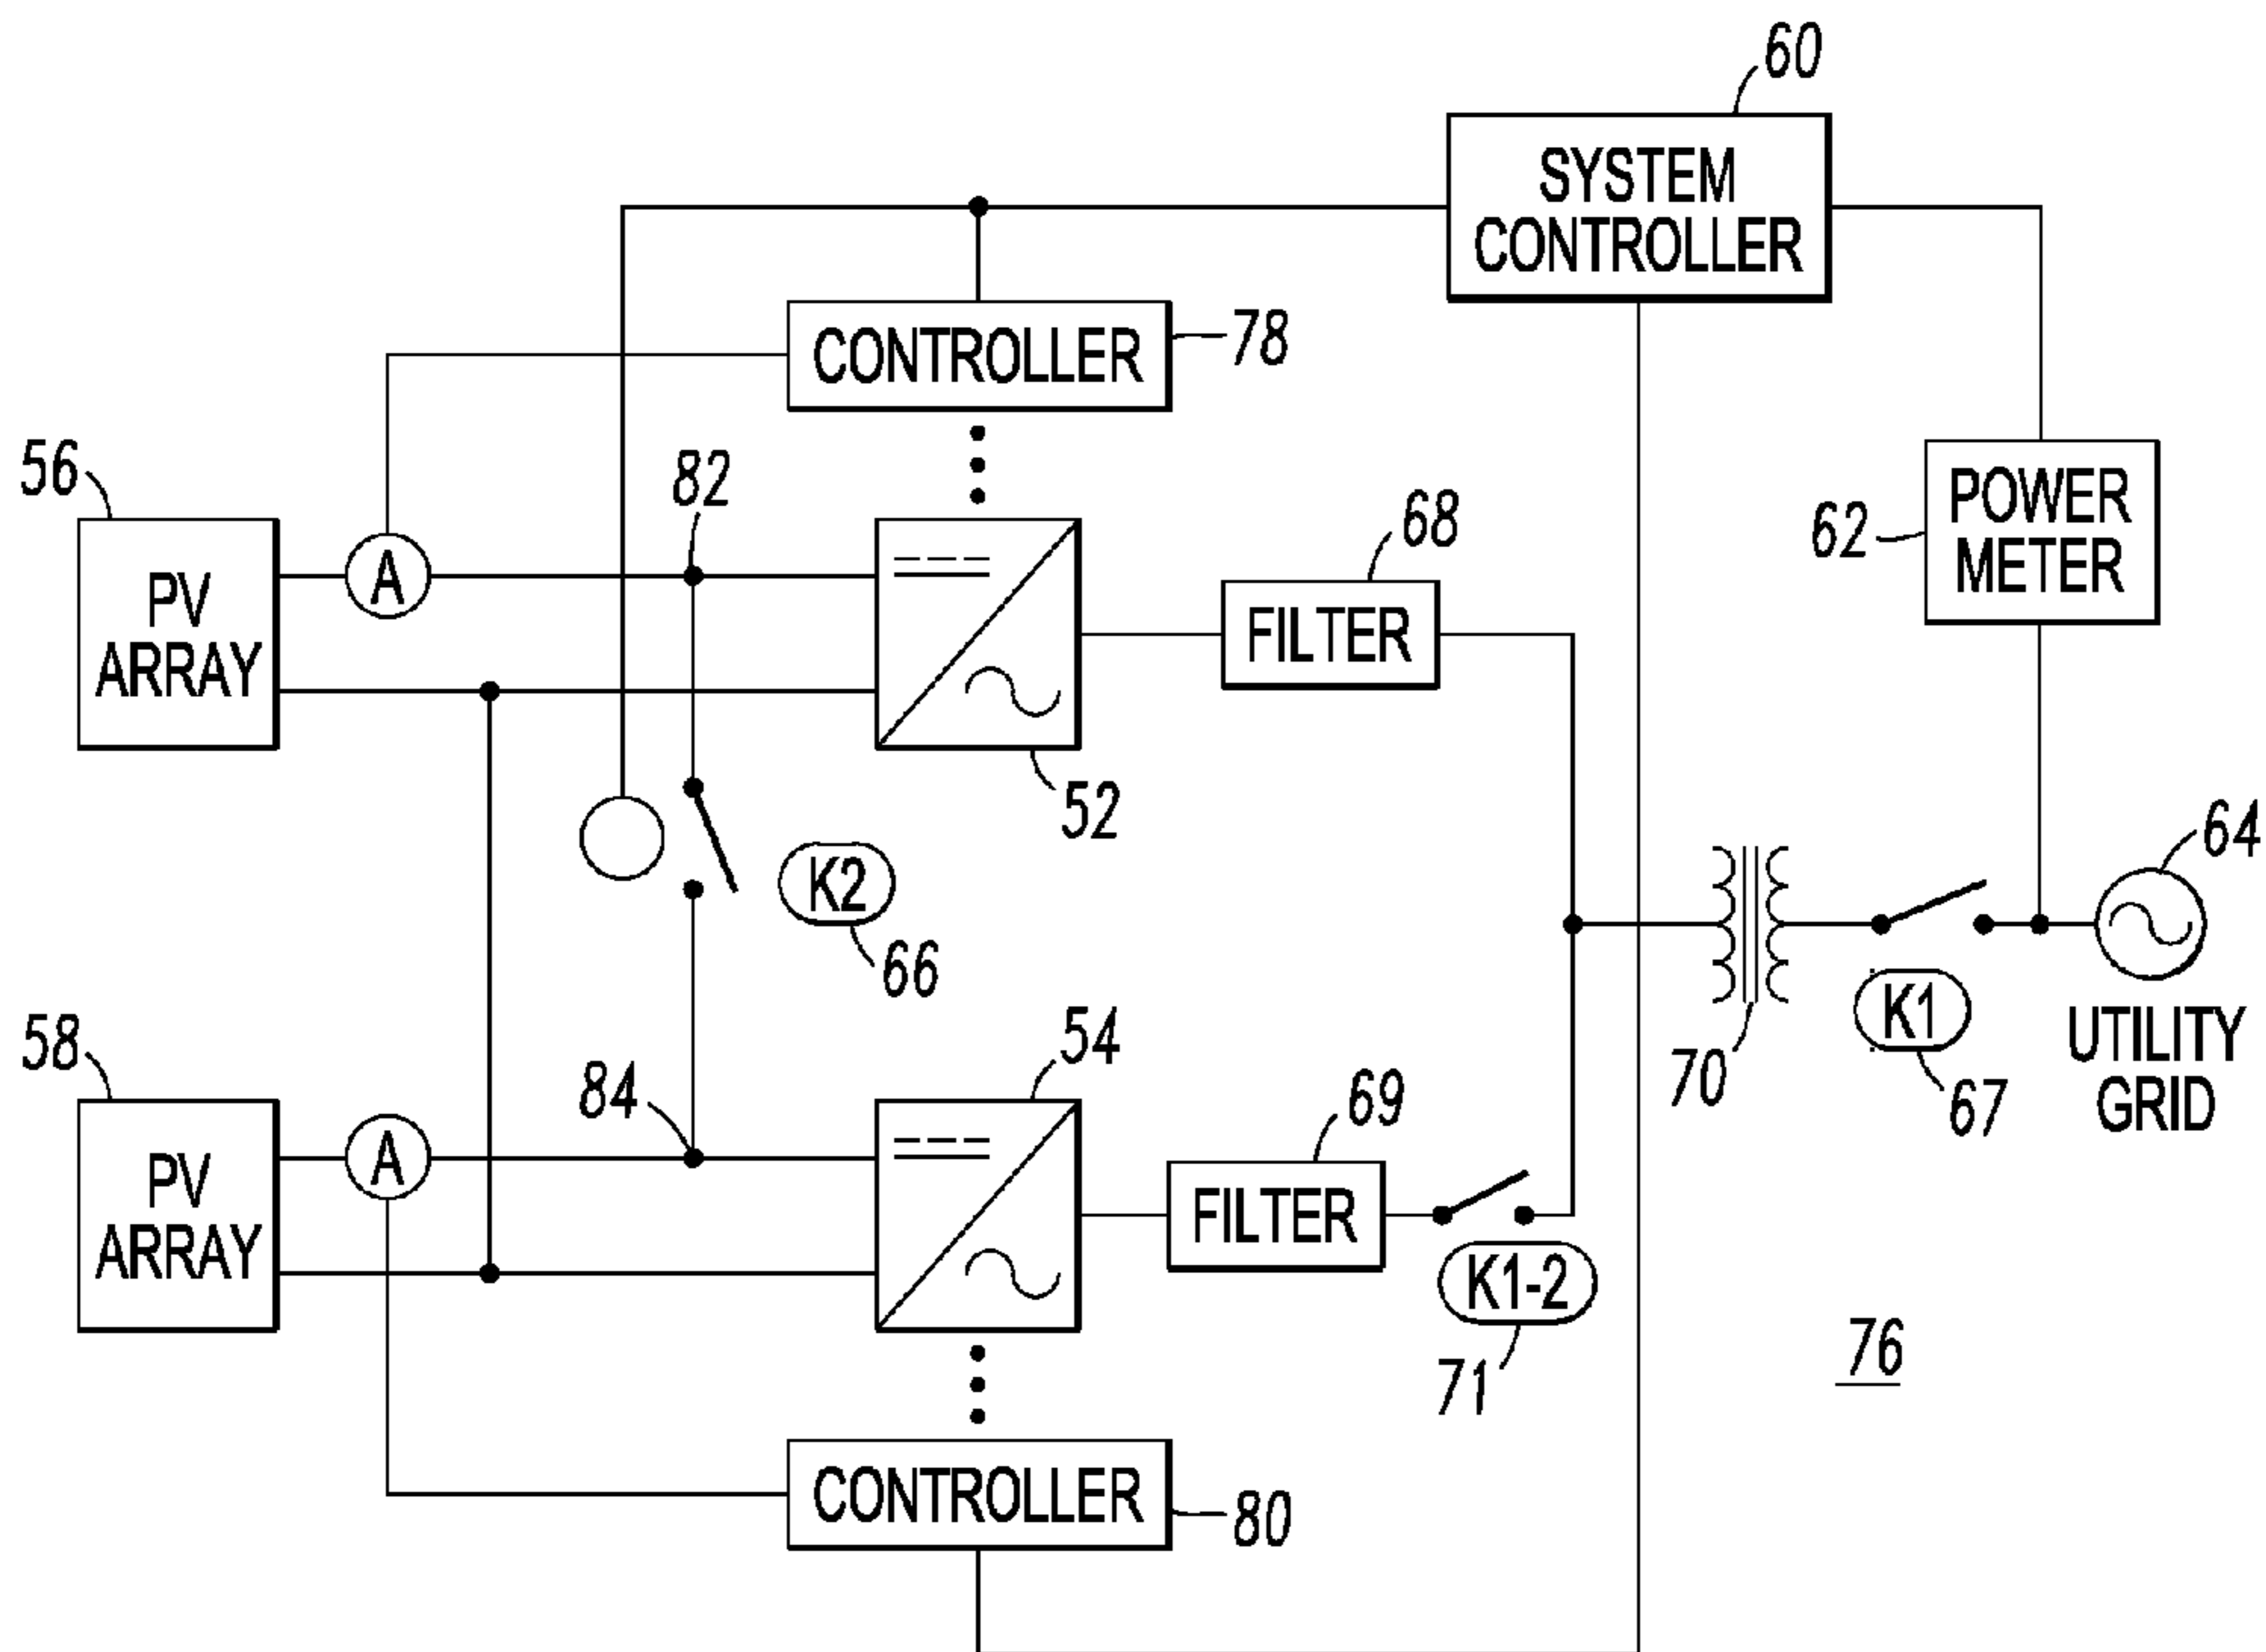 60
SYSTEM
CONTROLLER
CONTROLLER
78
56
82
68
62
POWER
METER
PV
ARRAY
A
FILTER
52
64
K2
66
K1
UTILITY
GRID
70
67
58
84
54
69
PV
ARRAY
A
FILTER
K1-2
71
76
CONTROLLER
80